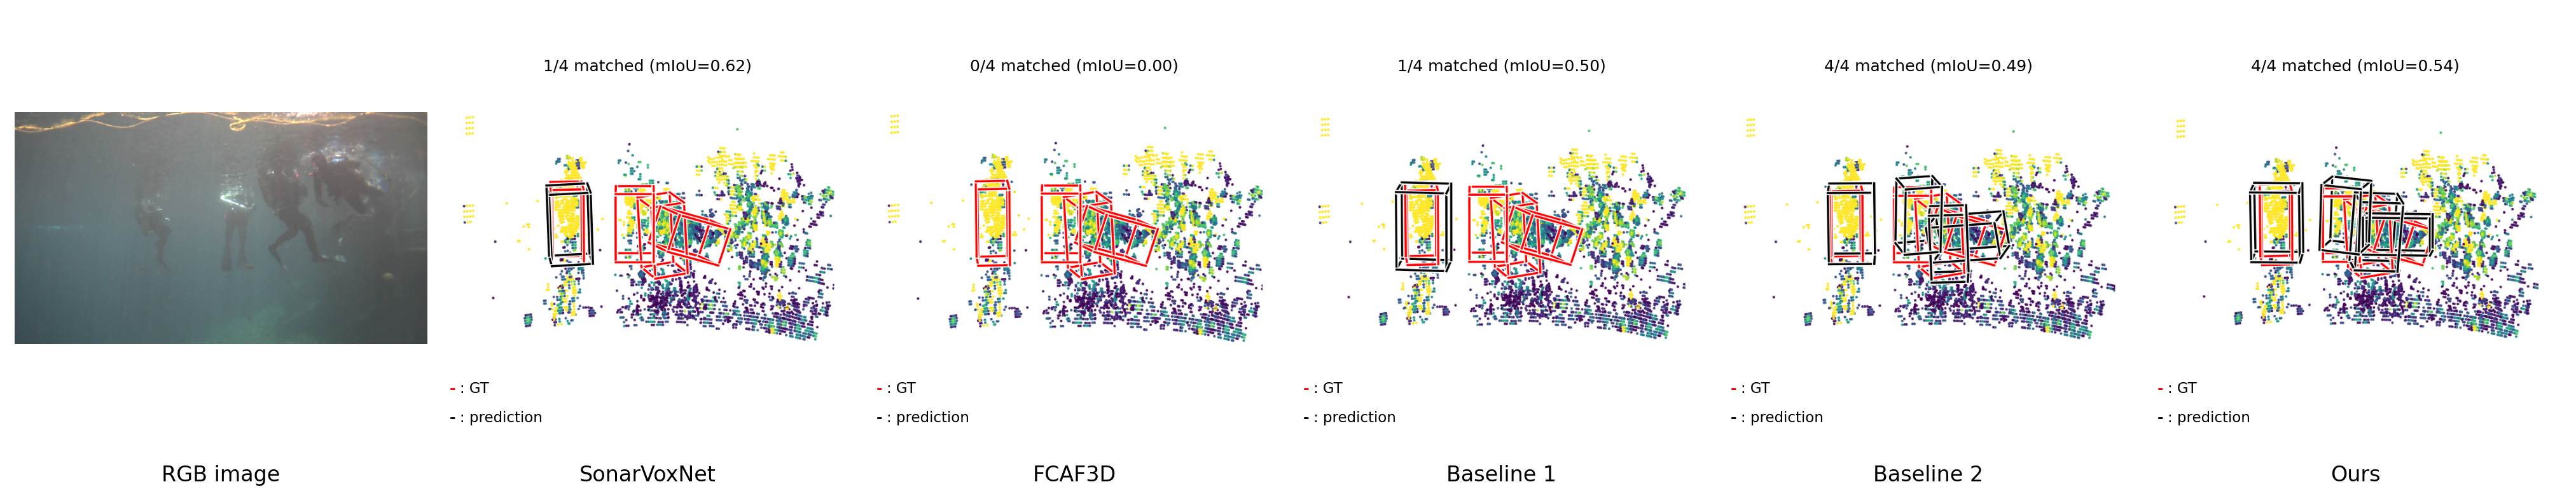 1/4 matched (mIoU=0.62)
0/4 matched (mIoU=0.00)
1/4 matched (mIoU=0.50)
4/4 matched (mIoU=0.49)
4/4 matched (mIoU=0.54)
- : GT
- : prediction
- : GT
- : prediction
- : GT
- : prediction
- : GT
- : prediction
- : GT
- : prediction
RGB image
SonarVoxNet
FCAF3D
Baseline 1
Baseline 2
Ours